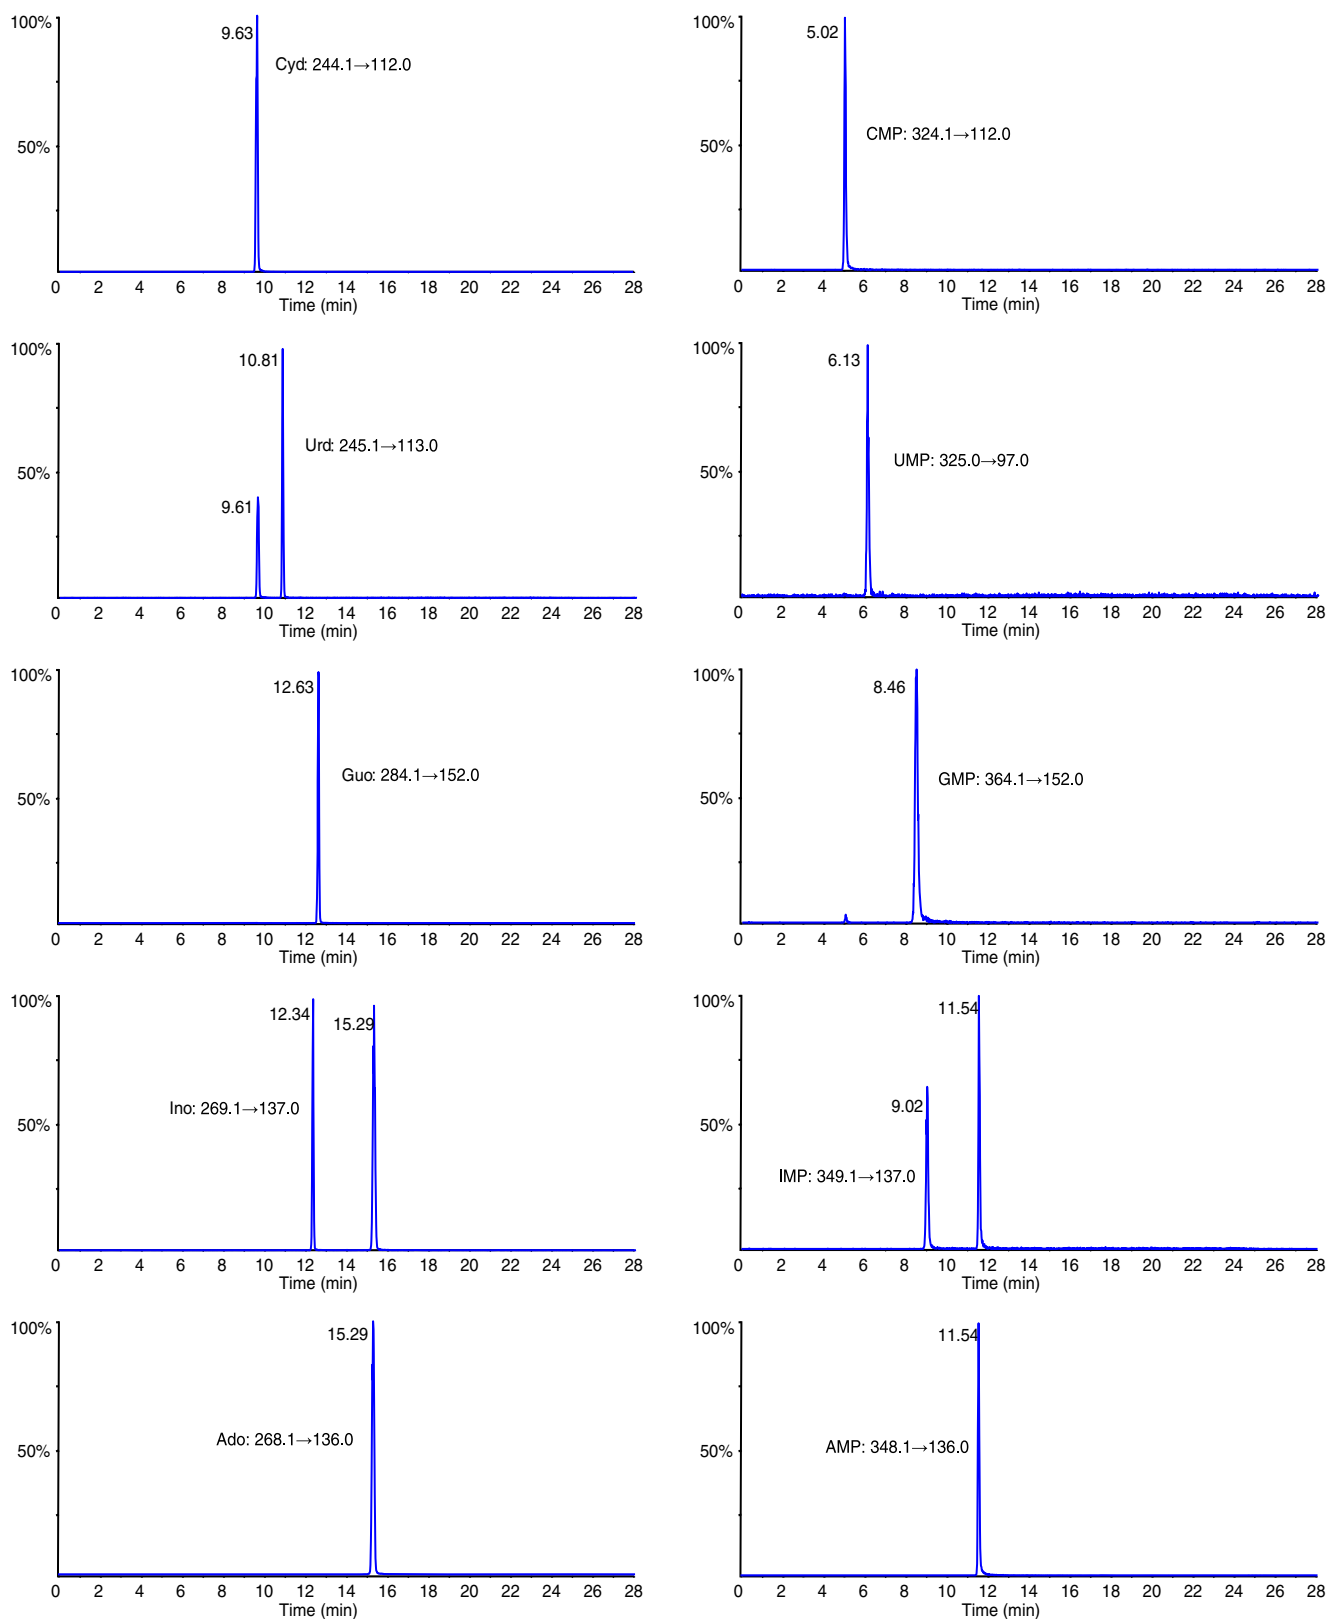 100%
9.63
Cyd: 244.1→112.0
50%
0 2 4 6 8 10 12 14 16 18 20 22 24 26 28
Time (min)
100%
5.02
CMP: 324.1→112.0
50%
0 2 4 6 8 10 12 14 16 18 20 22 24 26 28
Time (min)
100%
10.81
Urd: 245.1→113.0
50%
9.61
0 2 4 6 8 10 12 14 16 18 20 22 24 26 28
Time (min)
100%
6.13
UMP: 325.0→97.0
50%
0 2 4 6 8 10 12 14 16 18 20 22 24 26 28
Time (min)
100%
12.63
Guo: 284.1→152.0
50%
0 2 4 6 8 10 12 14 16 18 20 22 24 26 28
Time (min)
100%
8.46
GMP: 364.1→152.0
50%
0 2 4 6 8 10 12 14 16 18 20 22 24 26 28
Time (min)
100%
12.34
15.29
Ino: 269.1→137.0
50%
0 2 4 6 8 10 12 14 16 18 20 22 24 26 28
Time (min)
100%
11.54
9.02
50%
IMP: 349.1→137.0
0 2 4 6 8 10 12 14 16 18 20 22 24 26 28
Time (min)
100%
15.29
Ado: 268.1→136.0
50%
0 2 4 6 8 10 12 14 16 18 20 22 24 26 28
Time (min)
100%
11.54
AMP: 348.1→136.0
50%
0 2 4 6 8 10 12 14 16 18 20 22 24 26 28
Time (min)